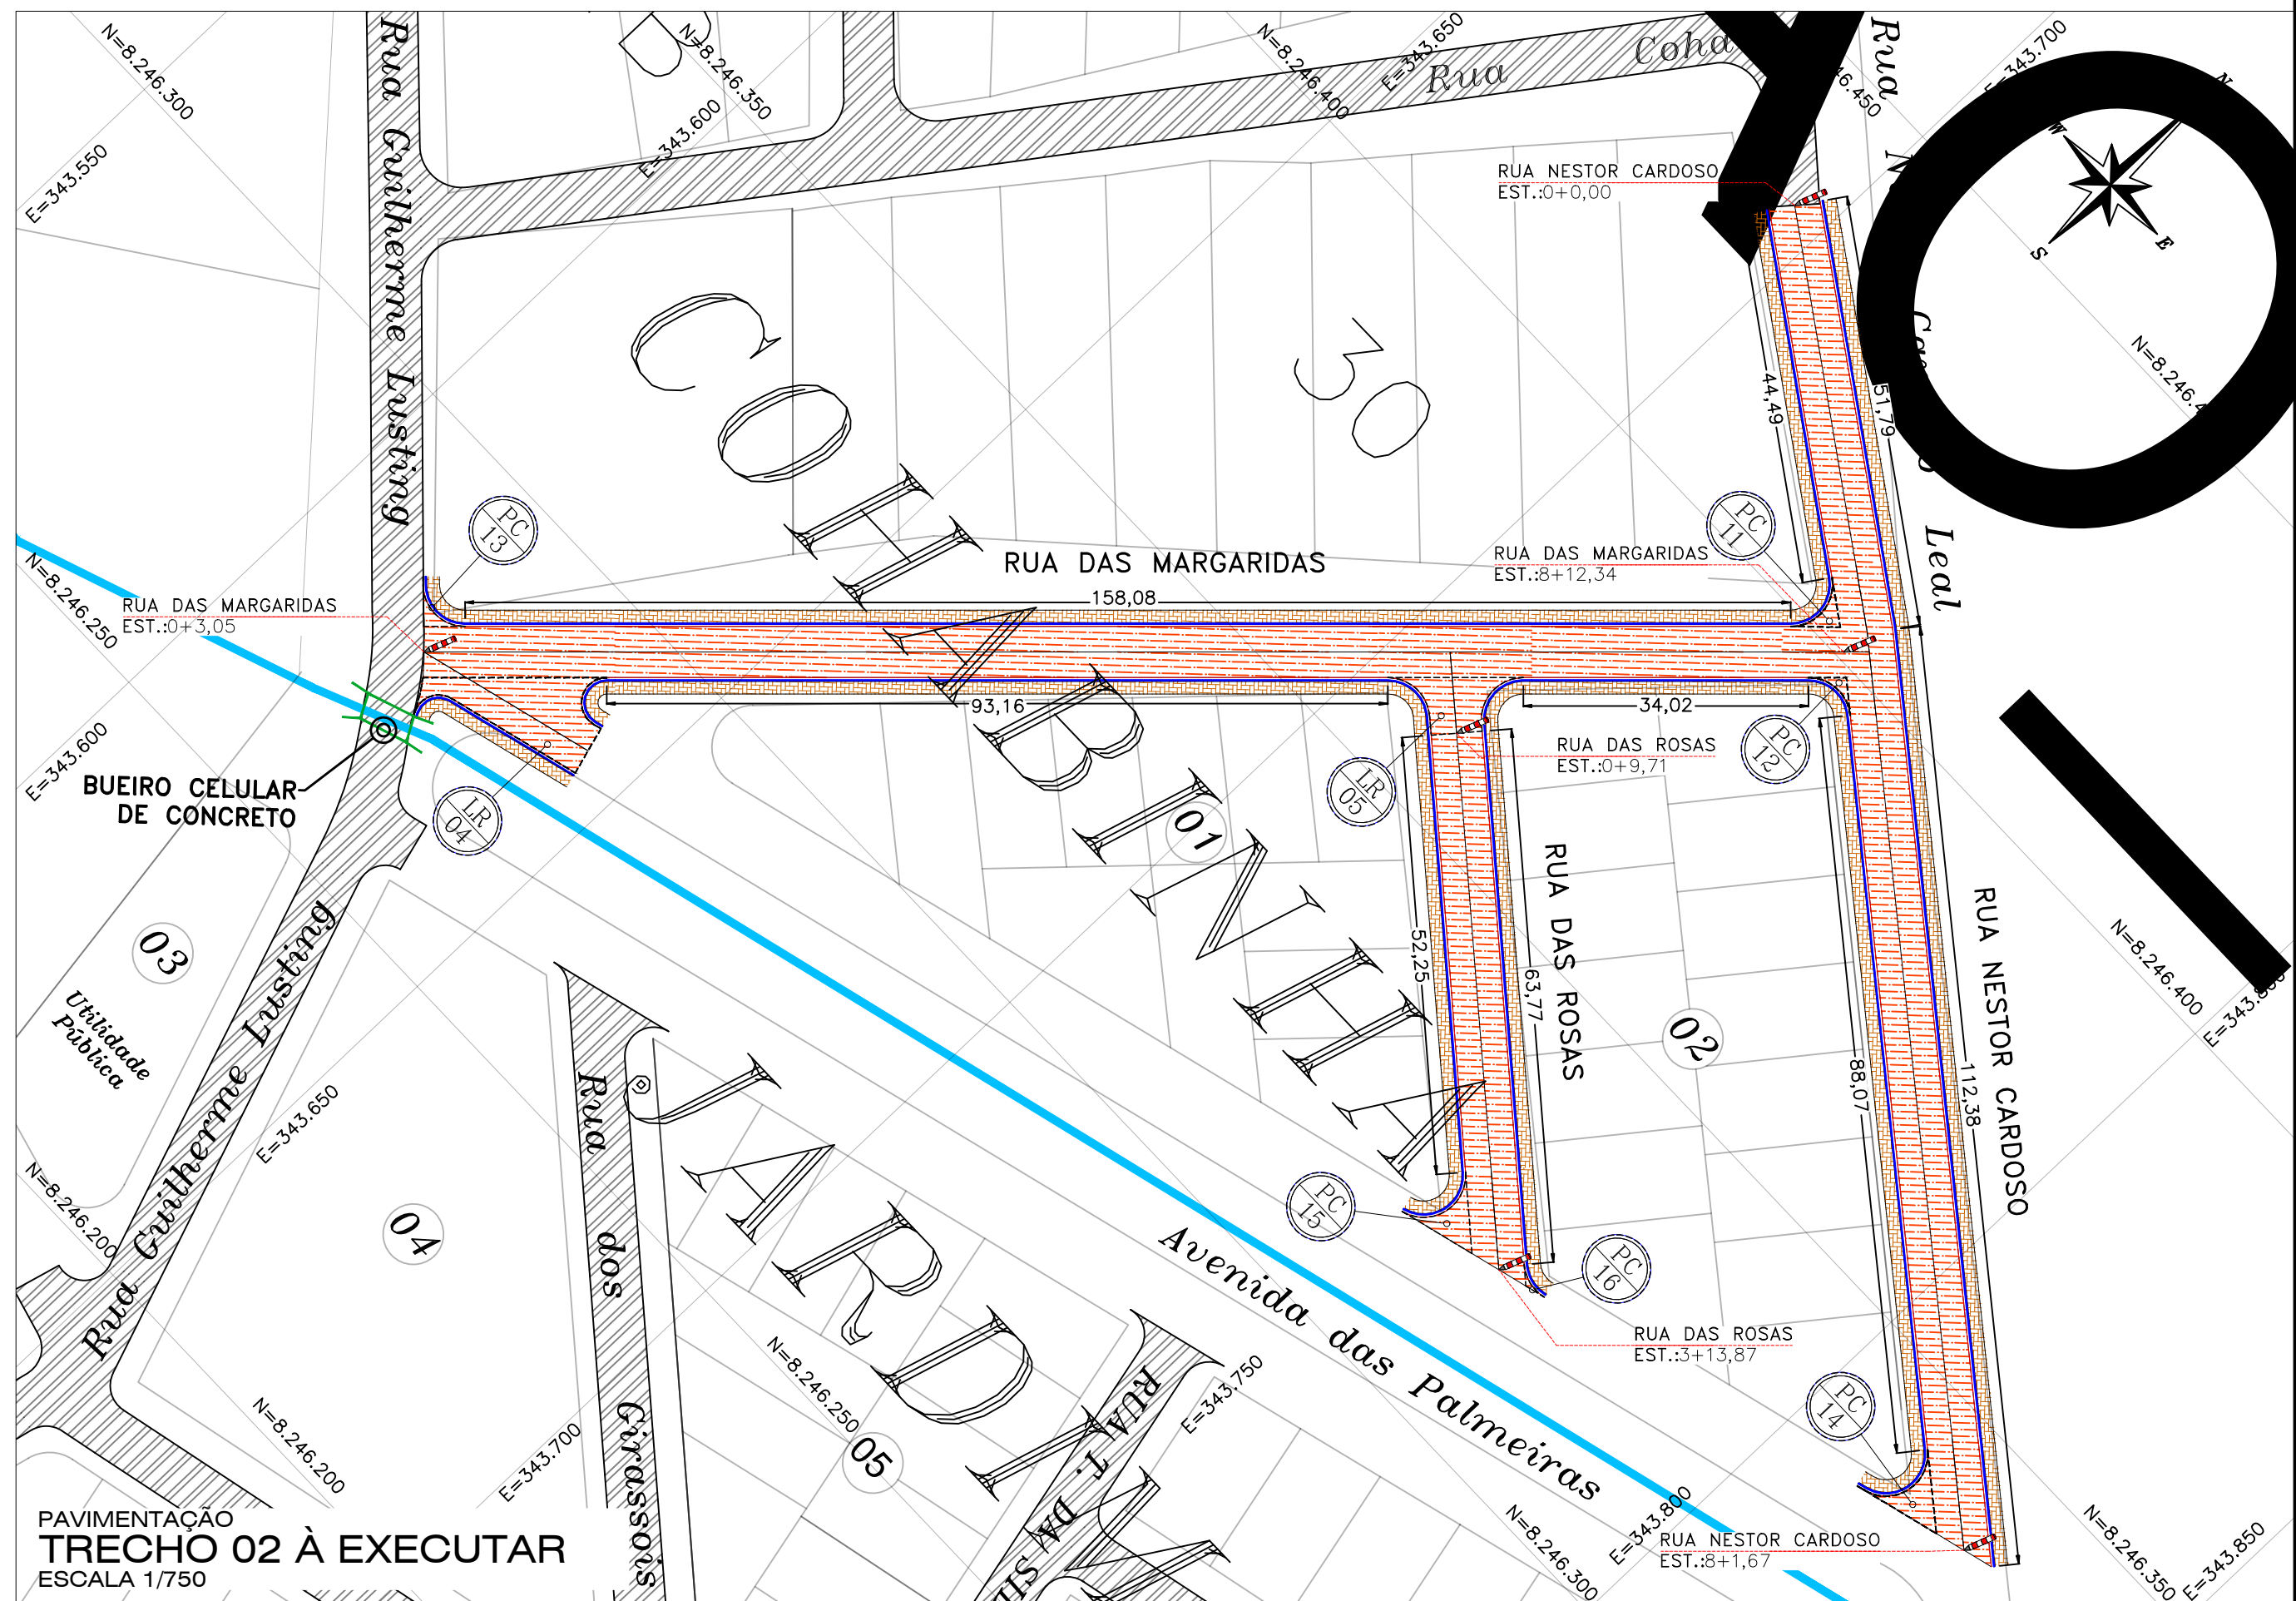 N=8.246.300
N=8.246.350
N=8.246.400
E=343.650
E=343.700
E=343.550
E=343.600
Rua Guilherme Lusting
Rua
Coha
Rua
Leal
N
W
E
S
RUA NESTOR CARDOSO
EST.:0+0,00
COHABINHA
30
44,49
51,79
PC
13
PC
11
RUA DAS MARGARIDAS
RUA DAS MARGARIDAS
EST.:8+12,34
158,08
N=8.246.250
RUA DAS MARGARIDAS
EST.:0+3,05
93,16
34,02
E=343.600
BUEIRO CELULAR
DE CONCRETO
LR
04
LR
05
RUA DAS ROSAS
EST.:0+9,71
PC
12
01
02
03
Utilidade
Pública
52,25
63,77
RUA DAS ROSAS
88,07
112,38
RUA NESTOR CARDOSO
N=8.246.400
Rua Guilherme Lusting
E=343.650
N=8.246.200
04
Rua dos Girassois
JARDIM
PC
15
PC
16
Avenida das Palmeiras
RUA DAS ROSAS
EST.:3+13,87
PC
14
N=8.246.250
E=343.750
N=8.246.200
E=343.700
05
RUA T. DA
N=8.246.300
E=343.800
RUA NESTOR CARDOSO
EST.:8+1,67
N=8.246.350
E=343.850
PAVIMENTAÇÃO
TRECHO 02 À EXECUTAR
ESCALA 1/750